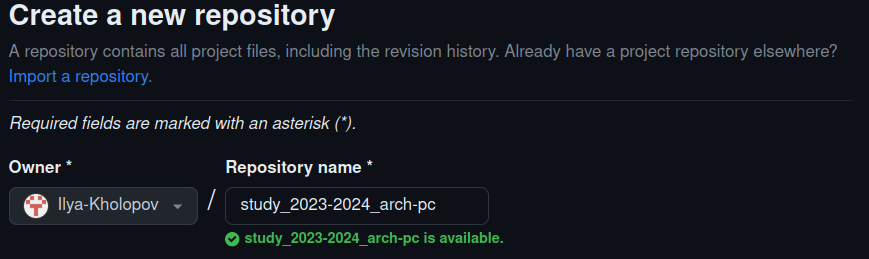 Create a new repository
A repository contains all project files, including the revision history. Already have a project repository elsewhere?
Import a repository.
Required fields are marked with an asterisk (*).
Owner * Repository name *
Ilya-Kholopov / study_2023-2024_arch-pc
study_2023-2024_arch-pc is available.